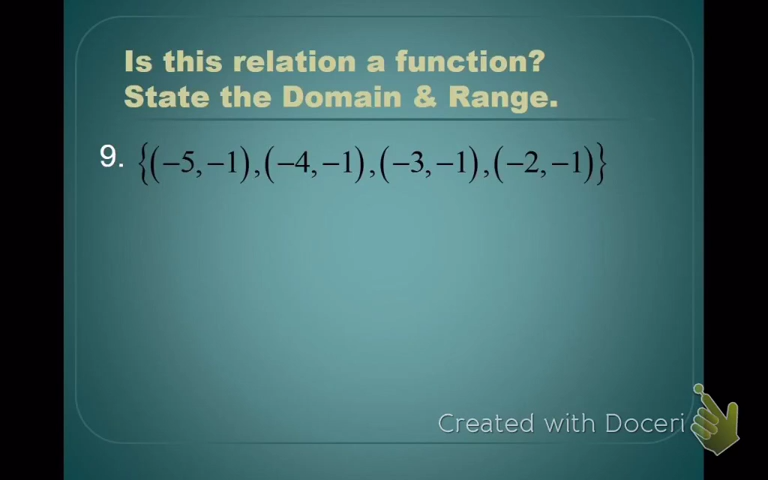 Is this relation a function?
State the Domain & Range.
9. {(−5, −1), (−4, −1), (−3, −1), (−2, −1)}
Created with Doceri